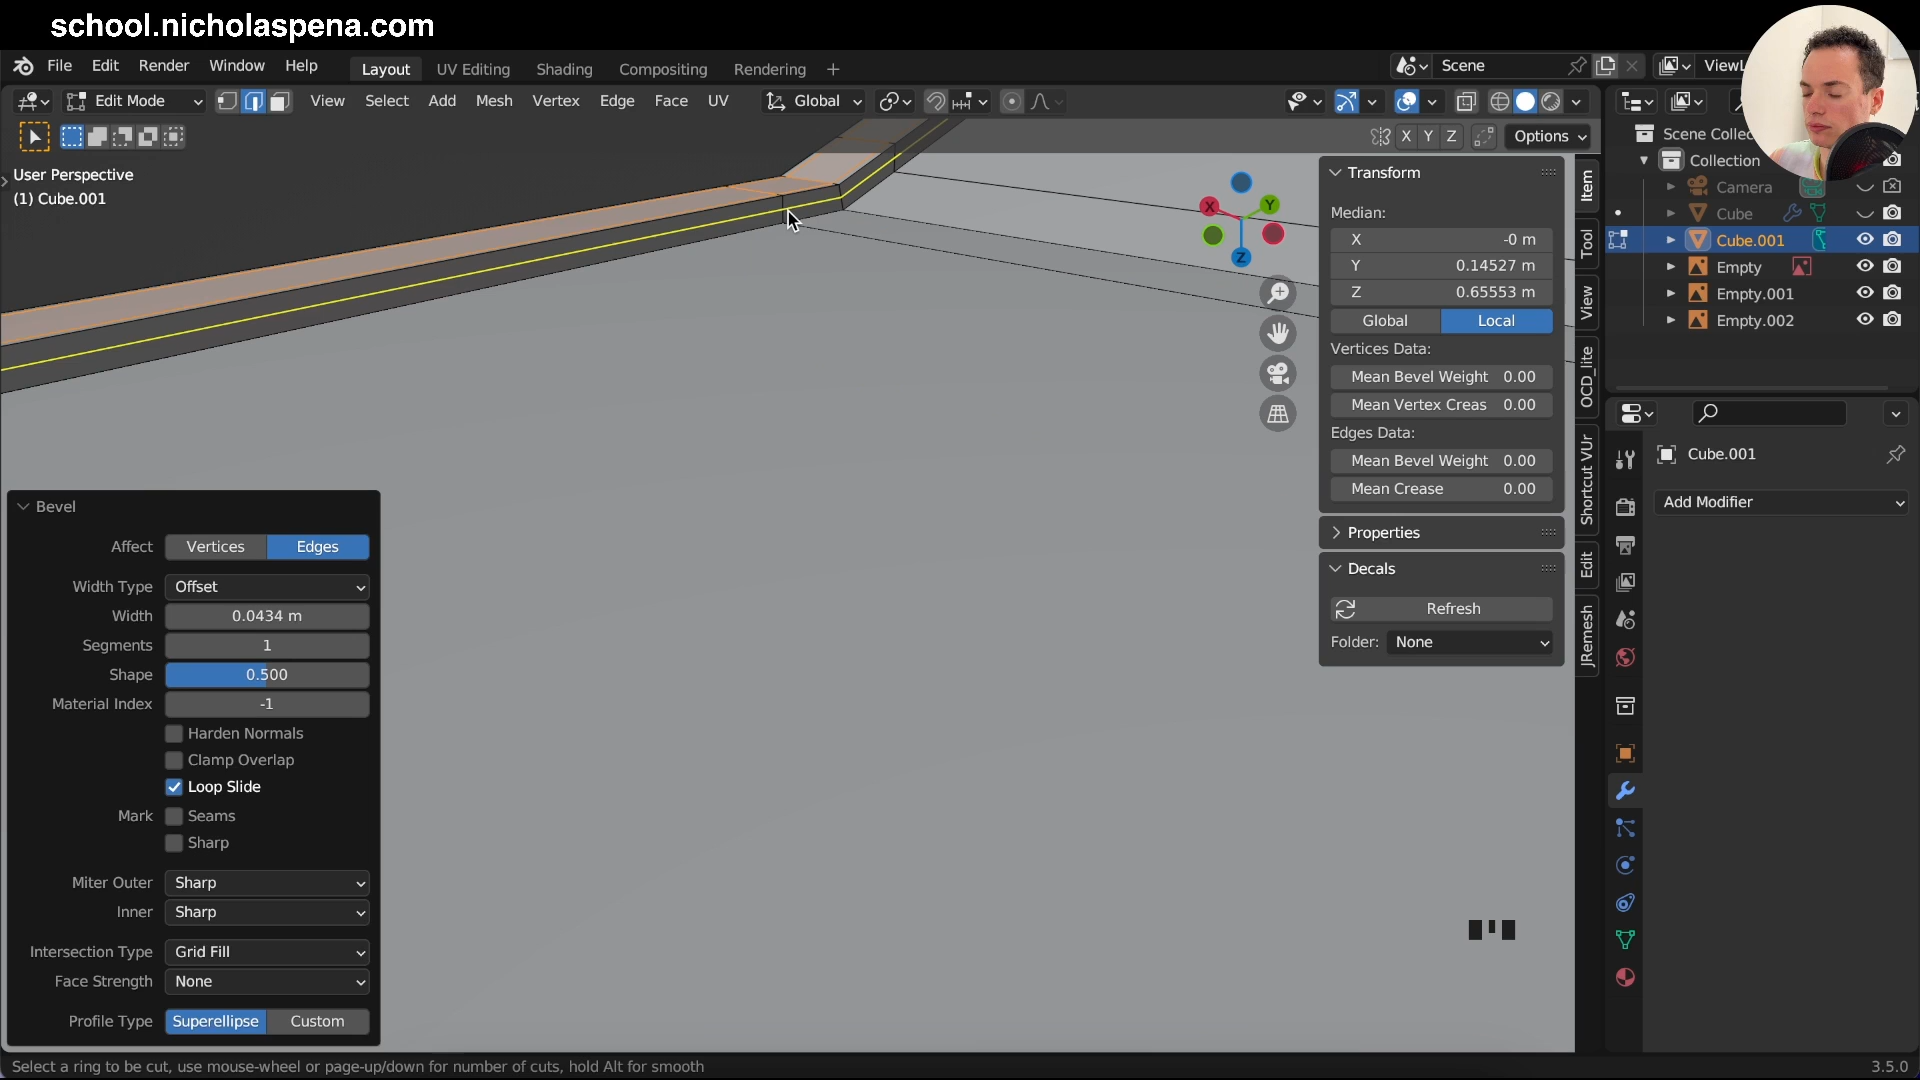 school.nicholaspena.com
File Edit Render Window Help Layout UV Editing Shading Compositing Rendering + Scene ViewL
Edit Mode View Select Add Mesh Vertex Edge Face UV Global
X Y Z Options
User Perspective
(1) Cube.001
X Y Z
Transform
Median:
X -0 m
Y 0.14527 m
Z 0.65553 m
Global Local
Vertices Data:
Mean Bevel Weight 0.00
Mean Vertex Creas 0.00
Edges Data:
Mean Bevel Weight 0.00
Mean Crease 0.00
Properties
Decals
Refresh
Folder: None
Item
Tool
View
OCD_lite
Shortcut VUr
Edit
JRemesh
Scene Collec
Collection
Camera
Cube
Cube.001
Empty
Empty.001
Empty.002
Cube.001
Add Modifier
Bevel
Affect Vertices Edges
Width Type Offset
Width 0.0434 m
Segments 1
Shape 0.500
Material Index -1
Harden Normals
Clamp Overlap
Loop Slide
Mark Seams
Sharp
Miter Outer Sharp
Inner Sharp
Intersection Type Grid Fill
Face Strength None
Profile Type Superellipse Custom
Select a ring to be cut, use mouse-wheel or page-up/down for number of cuts, hold Alt for smooth
3.5.0